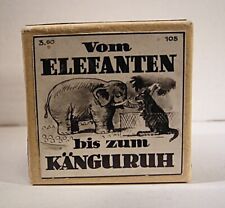 3.60 105
Vom
ELEFANTEN
bis zum
KÄNGURUH